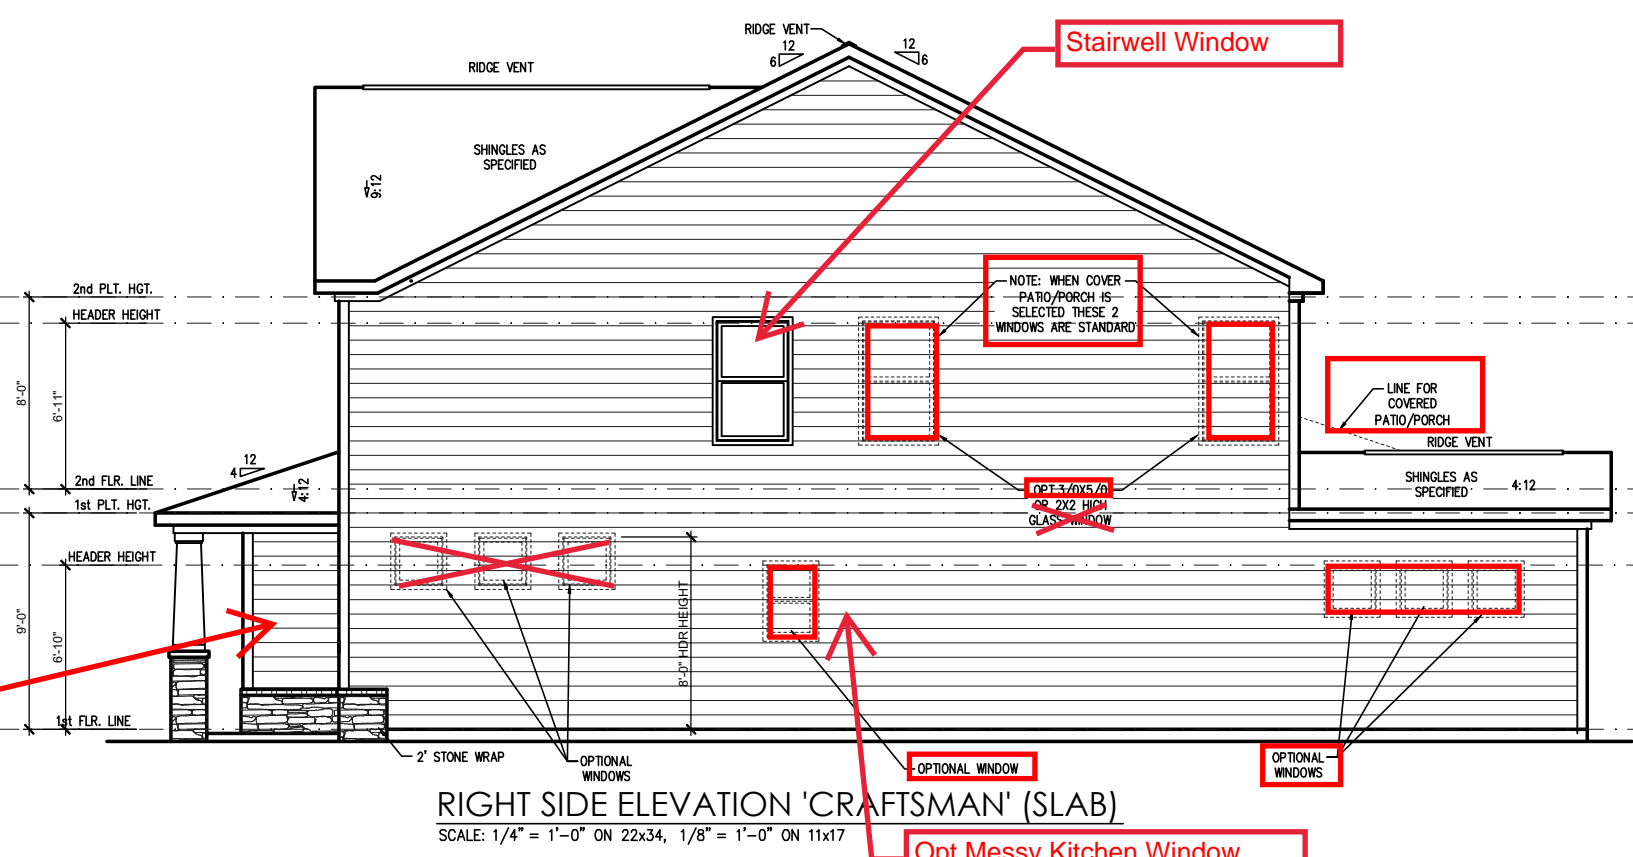 RIDGE VENT
12
6
12
6
Stairwell Window
RIDGE VENT
SHINGLES AS
SPECIFIED
9:12
2nd PLT. HGT.
HEADER HEIGHT
NOTE: WHEN COVER
PATIO/PORCH IS
SELECTED THESE 2
WINDOWS ARE STANDARD
8'-0"
6'-11"
LINE FOR
COVERED
PATIO/PORCH
RIDGE VENT
SHINGLES AS
SPECIFIED
4:12
12
4
4:12
2nd FLR. LINE
1st PLT. HGT.
OPT 3/0X5/0
OR 2X2 HIGH
GLASS WINDOW
HEADER HEIGHT
9'-0"
6'-10"
8'-0" HDR HEIGHT
1st FLR. LINE
2' STONE WRAP
OPTIONAL
WINDOWS
OPTIONAL WINDOW
OPTIONAL
WINDOWS
RIGHT SIDE ELEVATION 'CRAFTSMAN' (SLAB)
SCALE: 1/4" = 1'-0" ON 22x34, 1/8" = 1'-0" ON 11x17
Opt Messy Kitchen Window